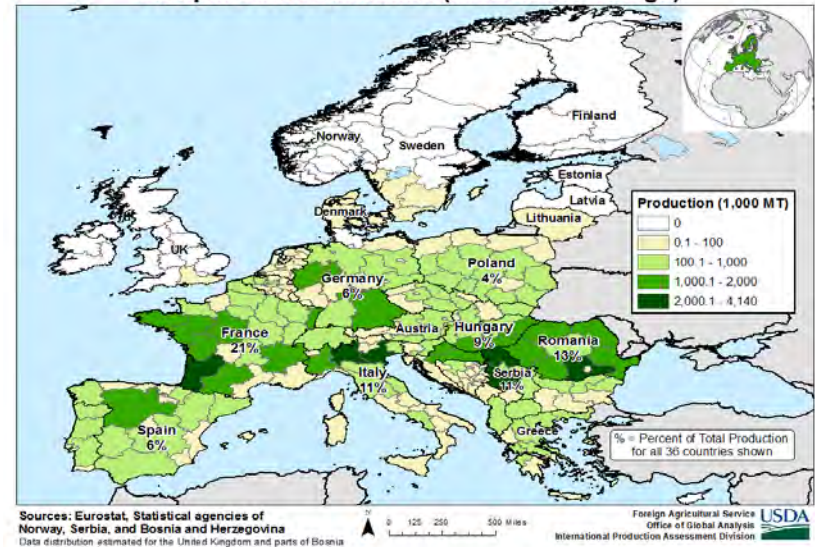 Norway
Sweden
Finland
Estonia
Latvia
Lithuania
Denmark
UK
Production (1,000 MT)
0
0.1 - 100
100.1 - 1,000
1,000.1 - 2,000
2,000.1 - 4,140
Germany
6%
Poland
4%
France
21%
Austria
Hungary
9%
Romania
13%
Italy
11%
Serbia
11%
Spain
6%
Greece
% = Percent of Total Production
for all 36 countries shown
Sources: Eurostat, Statistical agencies of
Norway, Serbia, and Bosnia and Herzegovina
Data distribution estimated for the United Kingdom and parts of Bosnia
N
0 125 250 500 Miles
Foreign Agricultural Service
Office of Global Analysis
International Production Assessment Division
USDA